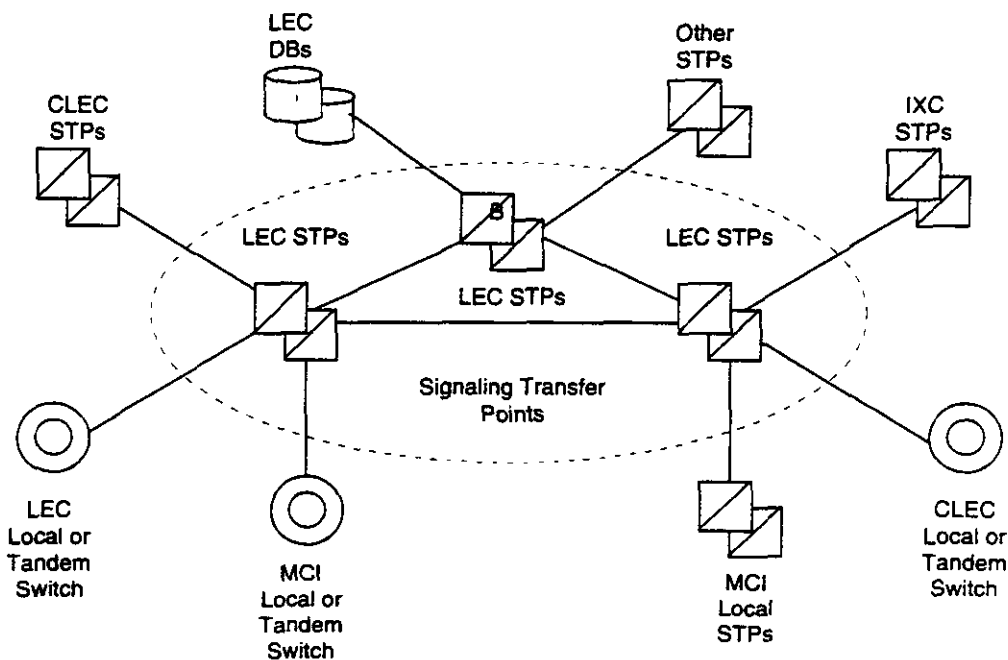 LEC
DBs
Other
STPs
CLEC
STPs
IXC
STPs
B
LEC STPs
LEC STPs
LEC STPs
Signaling Transfer
Points
LEC
Local or
Tandem
Switch
MCI
Local or
Tandem
Switch
MCI
Local
STPs
CLEC
Local or
Tandem
Switch